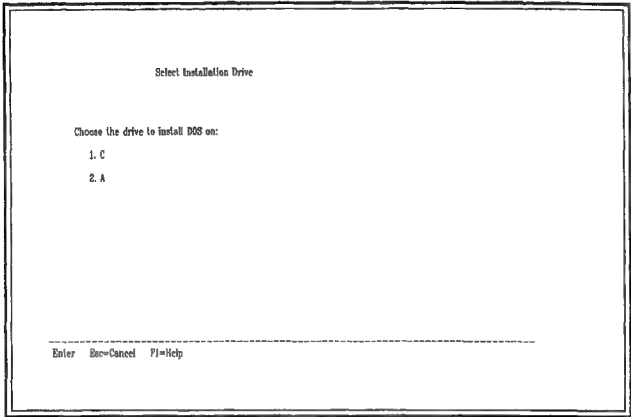 Select Installation Drive
Choose the drive to install DOS on:
1. C
2. A
Enter Esc=Cancel F1=Help